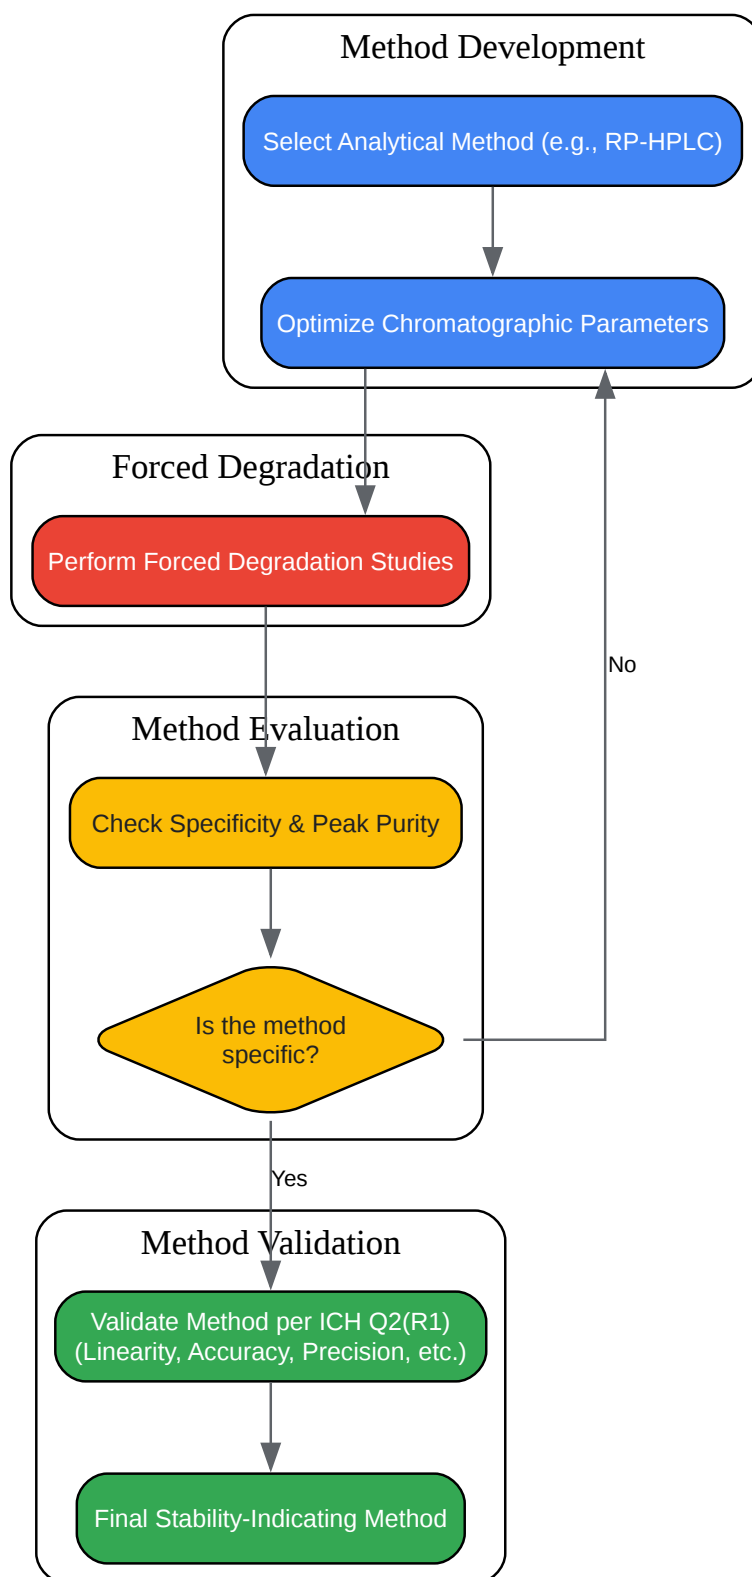 Method Development
Select Analytical Method (e.g., RP-HPLC)
Optimize Chromatographic Parameters
Forced Degradation
Perform Forced Degradation Studies
No
Method Evaluation
Check Specificity & Peak Purity
Is the method
specific?
Yes
Method Validation
Validate Method per ICH Q2(R1)
(Linearity, Accuracy, Precision, etc.)
Final Stability-Indicating Method